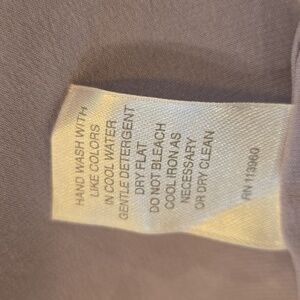 HAND WASH WITH
LIKE COLORS
IN COOL WATER
GENTLE DETERGENT
DRY FLAT
DO NOT BLEACH
COOL IRON AS
NECESSARY
OR DRY CLEAN
RN 113960